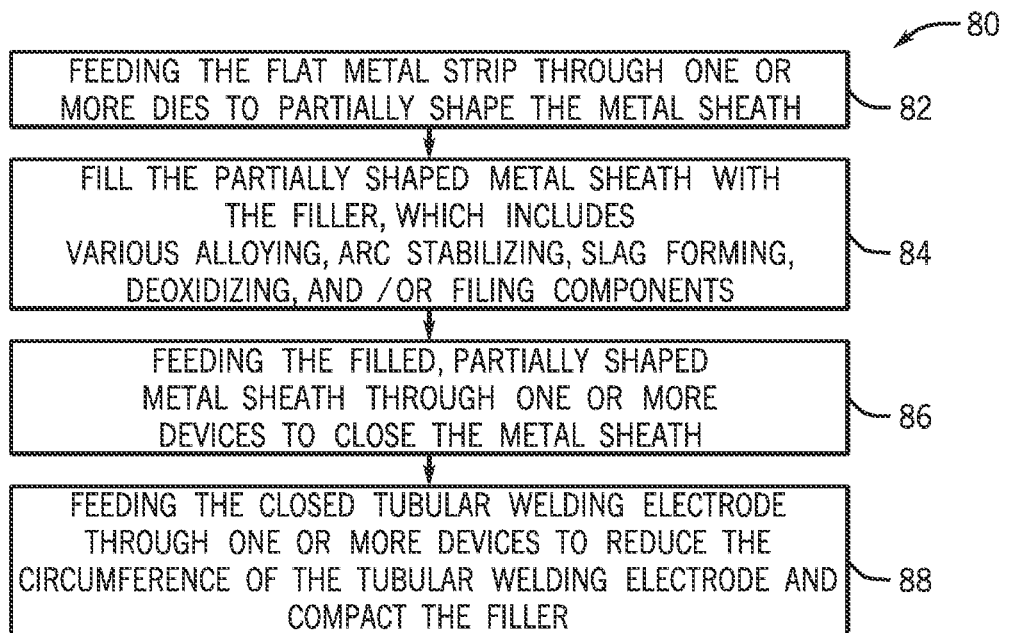 80
FEEDING THE FLAT METAL STRIP THROUGH ONE OR
MORE DIES TO PARTIALLY SHAPE THE METAL SHEATH
82
FILL THE PARTIALLY SHAPED METAL SHEATH WITH
THE FILLER, WHICH INCLUDES
VARIOUS ALLOYING, ARC STABILIZING, SLAG FORMING,
DEOXIDIZING, AND /OR FILING COMPONENTS
84
FEEDING THE FILLED, PARTIALLY SHAPED
METAL SHEATH THROUGH ONE OR MORE
DEVICES TO CLOSE THE METAL SHEATH
86
FEEDING THE CLOSED TUBULAR WELDING ELECTRODE
THROUGH ONE OR MORE DEVICES TO REDUCE THE
CIRCUMFERENCE OF THE TUBULAR WELDING ELECTRODE AND
COMPACT THE FILLER
88